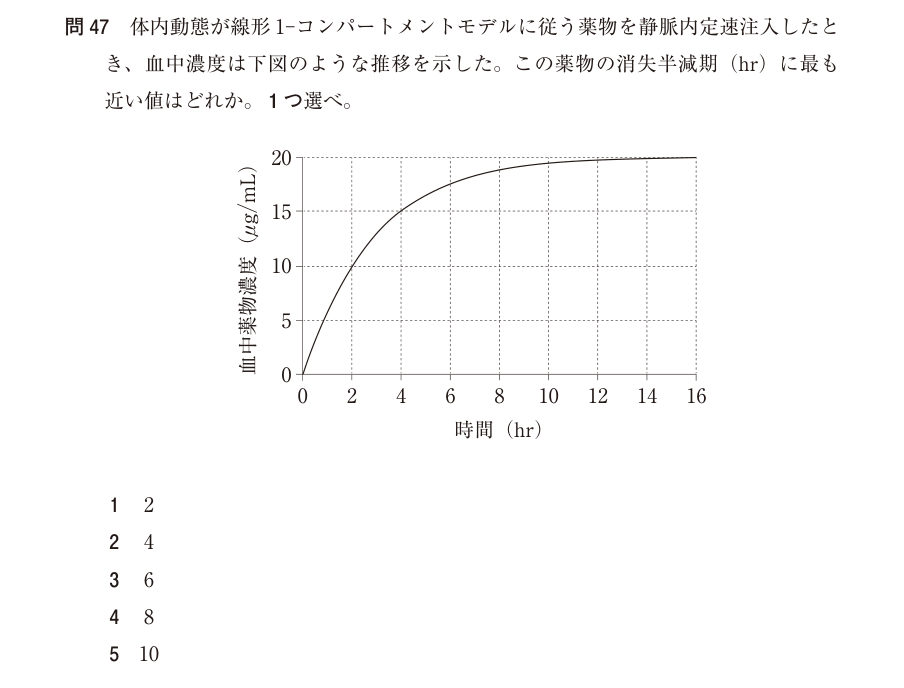 問 47 体内動態が線形 1-コンパートメントモデルに従う薬物を静脈内定速注入したと
き、血中濃度は下図のような推移を示した。この薬物の消失半減期（hr）に最も
近い値はどれか。1つ選べ。
血中薬物濃度（μg/mL）
20
15
10
5
0
0 2 4 6 8 10 12 14 16
時間（hr）
1 2
2 4
3 6
4 8
5 10